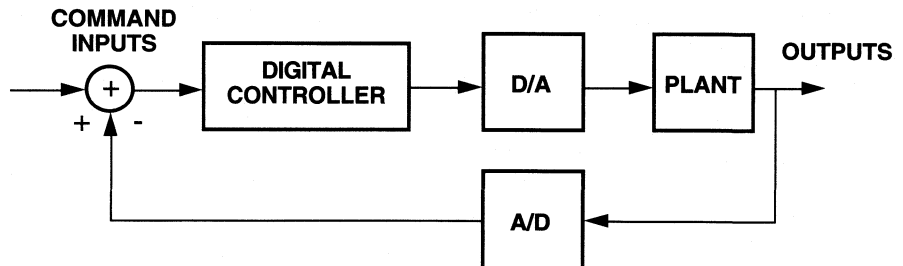 COMMAND
INPUTS
+
+
-
DIGITAL
CONTROLLER
D/A
PLANT
OUTPUTS
A/D